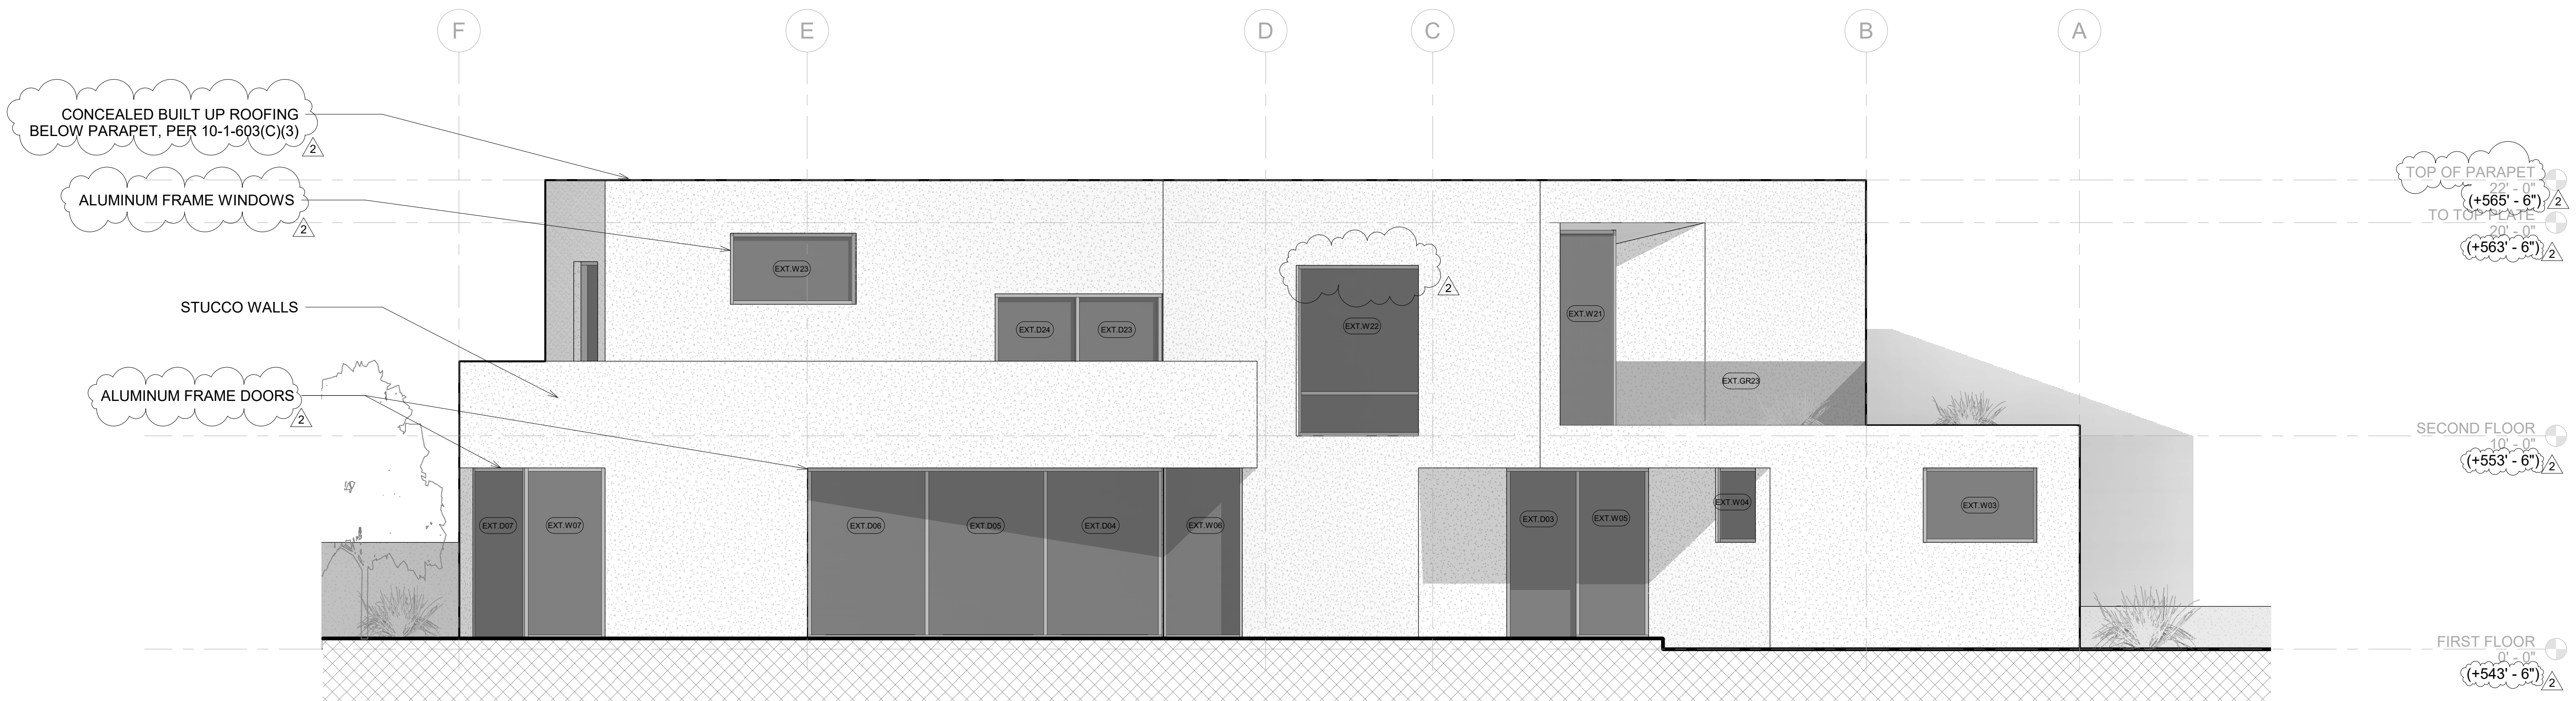 F
E
D
C
B
A
CONCEALED BUILT UP ROOFING
BELOW PARAPET, PER 10-1-603(C)(3)
2
ALUMINUM FRAME WINDOWS
2
STUCCO WALLS
ALUMINUM FRAME DOORS
2
EXT.W23
EXT.D24
EXT.D23
EXT.W22
2
EXT.W21
EXT.GR23
EXT.D07
EXT.W07
EXT.D06
EXT.D05
EXT.D04
EXT.W06
EXT.D03
EXT.W05
EXT.W04
EXT.W03
TOP OF PARAPET
22' - 0"
(+565' - 6")
2
TO TOP PLATE
20' - 0"
(+563' - 6")
2
SECOND FLOOR
10' - 0"
(+553' - 6")
2
FIRST FLOOR
0' - 0"
(+543' - 6")
2